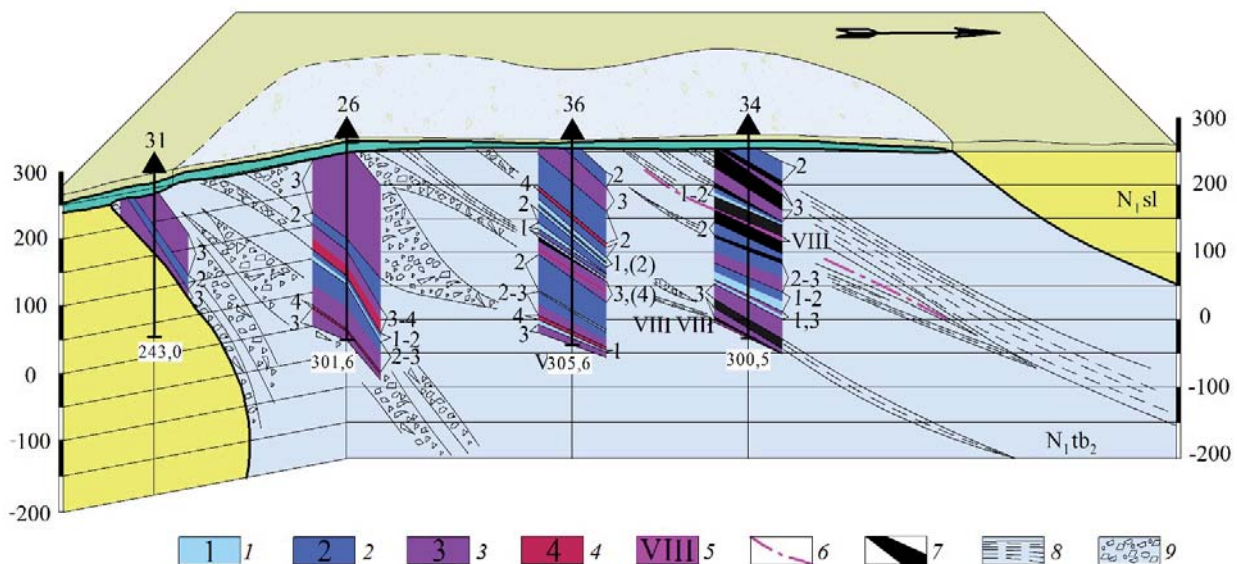 31 26 36 34
300 200 100 0 -100 -200
300 200 100 0 -100 -200
N₁sl
N₁tb₂
3 2 3
243,0
3 2 4 3
3-4 1-2 2-3
301,6
4 2 1 2 2-3 4 3
2 3 2 1,(2) 3,(4) 1
V 305,6
1-2 2 3 VIII VIII
2 3 VIII 2-3 1-2 1,3
300,5
1 1 2 2 3 3 4 4 VIII 5 6 7 8 9